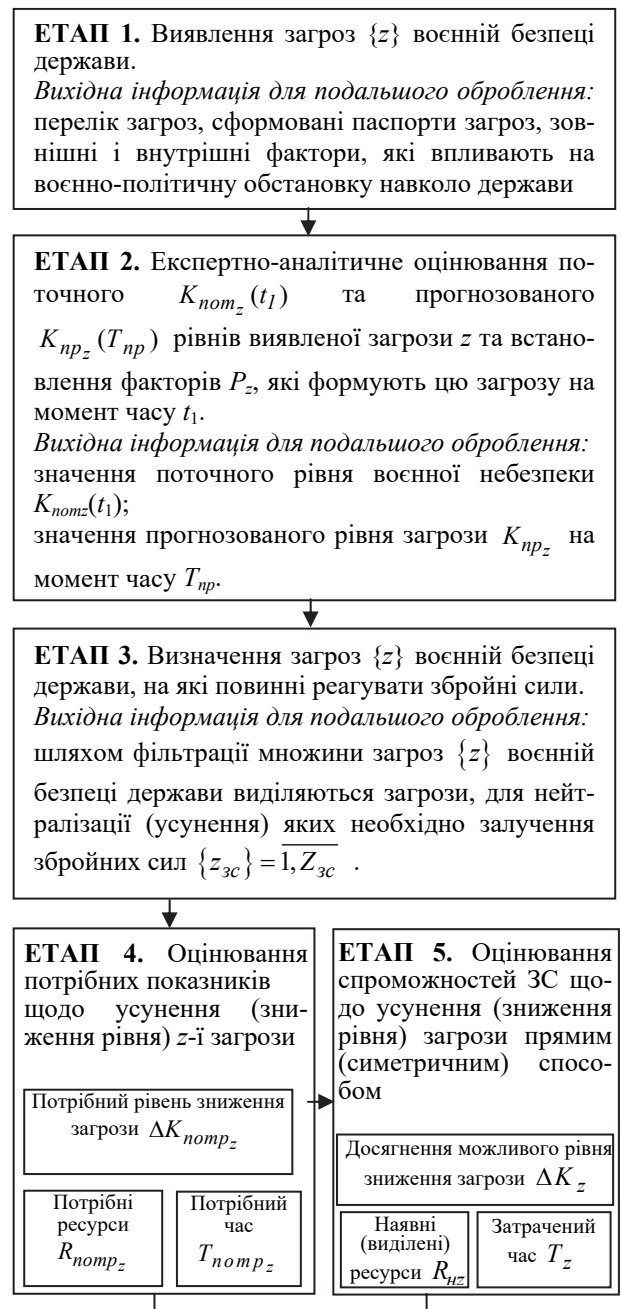 ЕТАП 1. Виявлення загроз {z} воєнній безпеці
держави.
Вихідна інформація для подальшого оброблення:
перелік загроз, сформовані паспорти загроз, зов-
нішні і внутрішні фактори, які впливають на
воєнно-політичну обстановку навколо держави
ЕТАП 2. Експертно-аналітичне оцінювання по-
точного K_{пот_z}(t_1) та прогнозованого
K_{пр_z}(T_{пр}) рівнів виявленої загрози z та встано-
влення факторів P_z, які формують цю загрозу на
момент часу t_1.
Вихідна інформація для подальшого оброблення:
значення поточного рівня воєнної небезпеки
K_{потz}(t_1);
значення прогнозованого рівня загрози K_{пр_z} на
момент часу T_{пр}.
ЕТАП 3. Визначення загроз {z} воєнній безпеці
держави, на які повинні реагувати збройні сили.
Вихідна інформація для подальшого оброблення:
шляхом фільтрації множини загроз {z} воєнній
безпеці держави виділяються загрози, для нейт-
ралізації (усунення) яких необхідно залучення
збройних сил {z_{зс}} = \overline{1, Z_{зс}} .
ЕТАП 4. Оцінювання
потрібних показників
щодо усунення (зни-
ження рівня) z-ї загрози
Потрібний рівень зниження
загрози ΔK_{потр_z}
Потрібні
ресурси
R_{потр_z}
Потрібний
час
T_{потр_z}
ЕТАП 5. Оцінювання
спроможностей ЗС що-
до усунення (зниження
рівня) загрози прямим
(симетричним) спосо-
бом
Досягнення можливого рівня
зниження загрози ΔK_z
Наявні
(виділені)
ресурси R_{нz}
Затрачений
час T_z